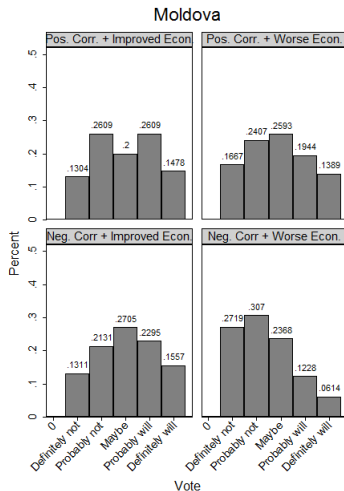 Moldova
Pos. Corr. + Improved Econ.
Pos. Corr. + Worse Econ.
.5
.4
.3
.2
.1
0
.1304
.2609
.2
.2609
.1478
.1667
.2407
.2593
.1944
.1389
Neg. Corr + Improved Econ.
Neg. Corr + Worse Econ.
.5
.4
.3
.2
.1
0
.1311
.2131
.2705
.2295
.1557
.2719
.307
.2368
.1228
.0614
Percent
0
Definitely not
Probably not
Maybe
Probably will
Definitely will
0
Definitely not
Probably not
Maybe
Probably will
Definitely will
Vote